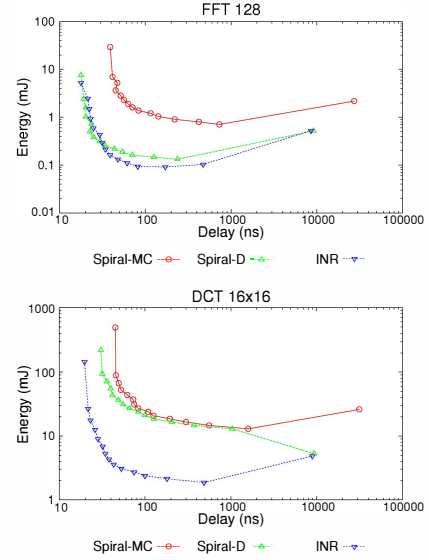 FFT 128
Energy (mJ)
100
10
1
0.1
0.01
10 100 1000 10000 100000
Delay (ns)
Spiral-MC Spiral-D INR
DCT 16x16
Energy (mJ)
1000
100
10
1
10 100 1000 10000 100000
Delay (ns)
Spiral-MC Spiral-D INR